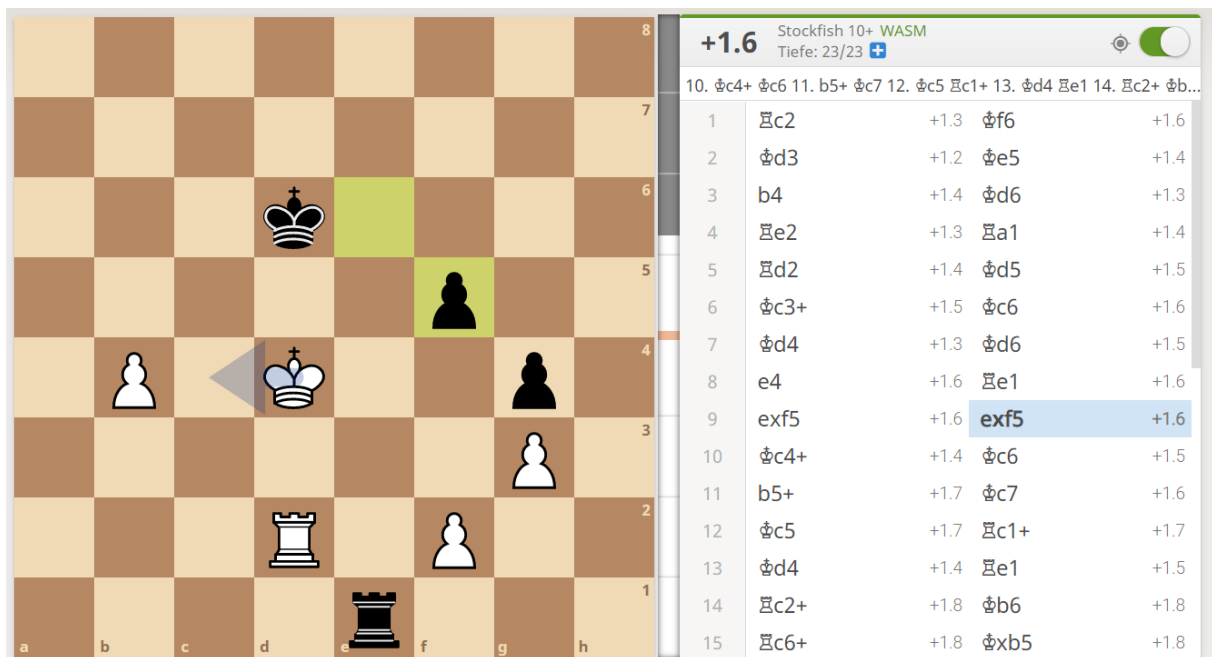 8
7
6
5
4
3
2
1
a b c d e f g h
+1.6 Stockfish 10+ WASM
Tiefe: 23/23
10. ♔c4+ ♔c6 11. b5+ ♔c7 12. ♔c5 ♖c1+ 13. ♔d4 ♖e1 14. ♖c2+ ♔b...
1 ♖c2 +1.3 ♔f6 +1.6
2 ♔d3 +1.2 ♔e5 +1.4
3 b4 +1.4 ♔d6 +1.3
4 ♖e2 +1.3 ♖a1 +1.4
5 ♖d2 +1.4 ♔d5 +1.5
6 ♔c3+ +1.5 ♔c6 +1.6
7 ♔d4 +1.3 ♔d6 +1.5
8 e4 +1.6 ♖e1 +1.6
9 exf5 +1.6 exf5 +1.6
10 ♔c4+ +1.4 ♔c6 +1.5
11 b5+ +1.7 ♔c7 +1.6
12 ♔c5 +1.7 ♖c1+ +1.7
13 ♔d4 +1.4 ♖e1 +1.5
14 ♖c2+ +1.8 ♔b6 +1.8
15 ♖c6+ +1.8 ♔xb5 +1.8